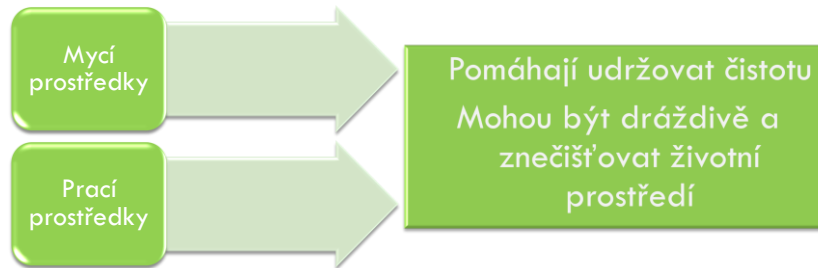 Mycí
prostředky
Prací
prostředky
Pomáhají udržovat čistotu
Mohou být dráždivě a
znečišťovat životní
prostředí